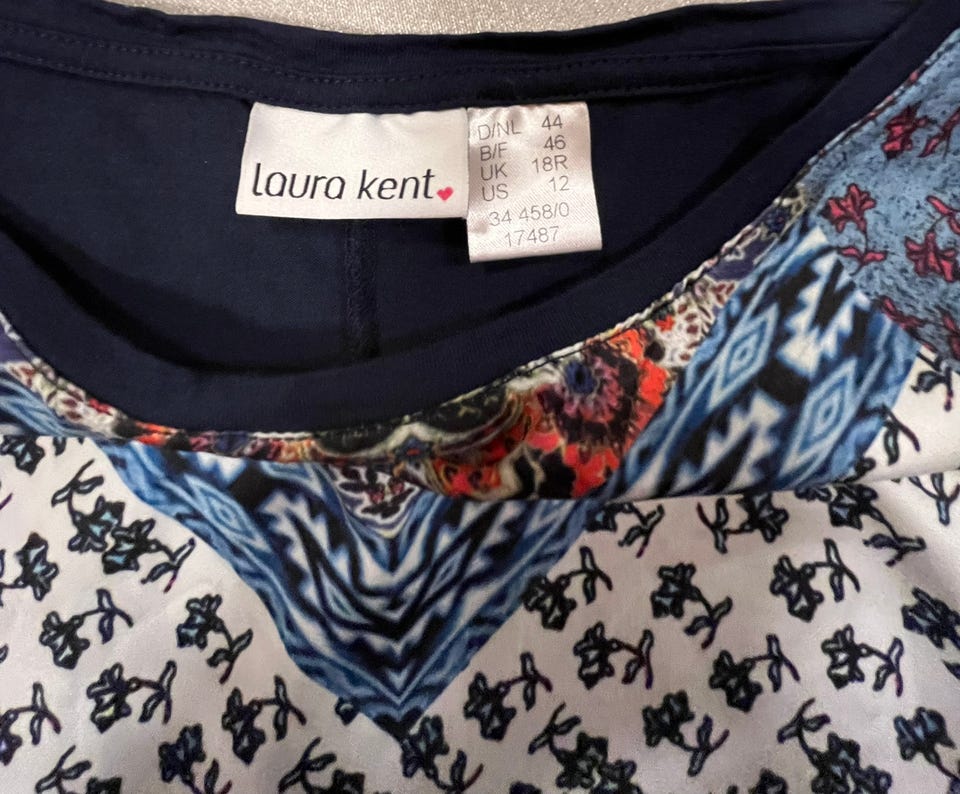 laura kent
D/NL 44
B/F 46
UK 18R
US 12
34 458/0
17487